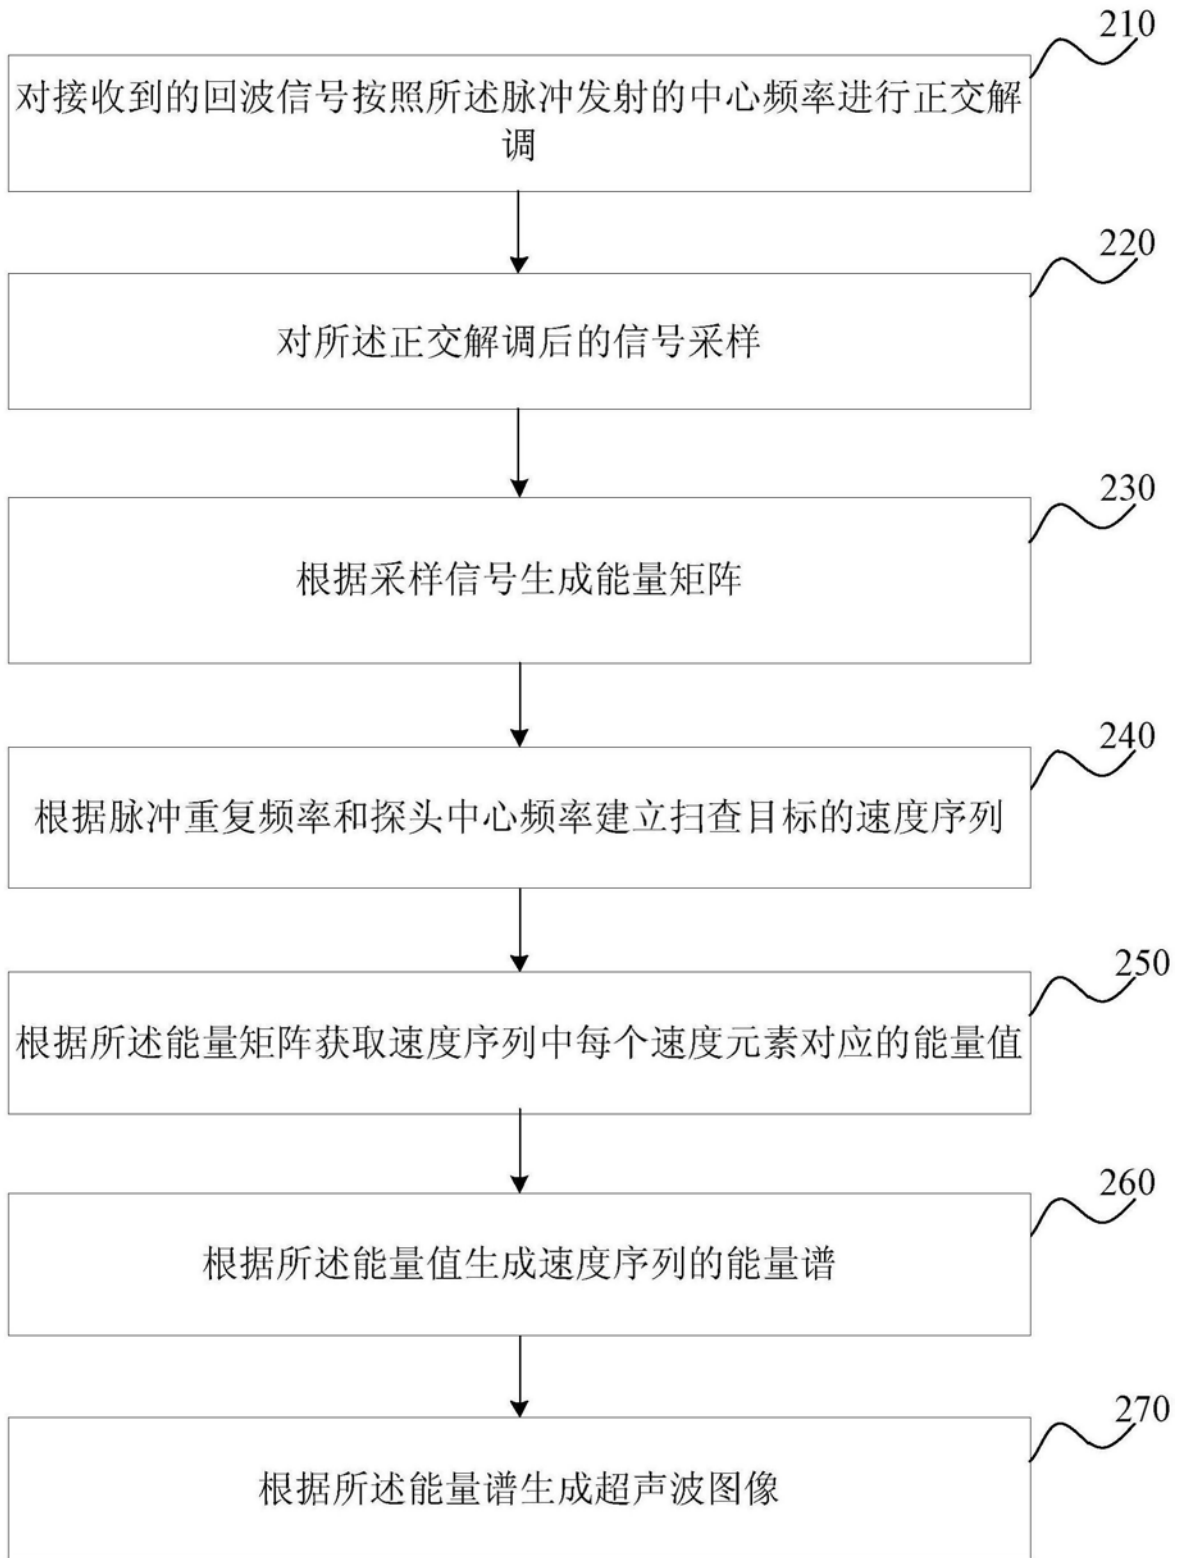 210
对接收到的回波信号按照所述脉冲发射的中心频率进行正交解
调
220
对所述正交解调后的信号采样
230
根据采样信号生成能量矩阵
240
根据脉冲重复频率和探头中心频率建立扫查目标的速度序列
250
根据所述能量矩阵获取速度序列中每个速度元素对应的能量值
260
根据所述能量值生成速度序列的能量谱
270
根据所述能量谱生成超声波图像